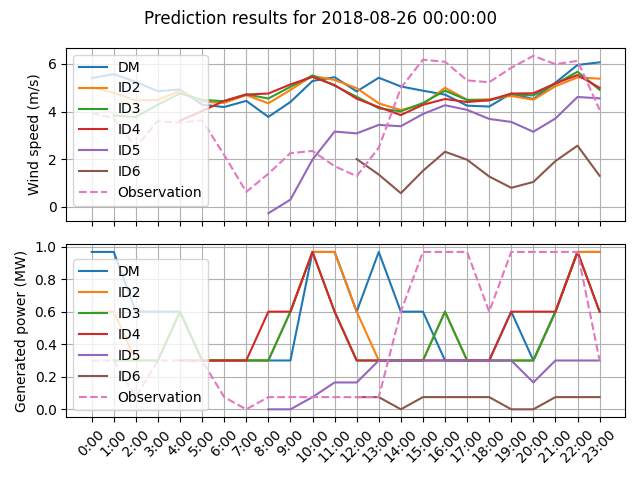 Prediction results for 2018-08-26 00:00:00
Wind speed (m/s)
6
4
2
0
DM
ID2
ID3
ID4
ID5
ID6
Observation
Generated power (MW)
1.0
0.8
0.6
0.4
0.2
0.0
DM
ID2
ID3
ID4
ID5
ID6
Observation
0:00 1:00 2:00 3:00 4:00 5:00 6:00 7:00 8:00 9:00 10:00 11:00 12:00 13:00 14:00 15:00 16:00 17:00 18:00 19:00 20:00 21:00 22:00 23:00